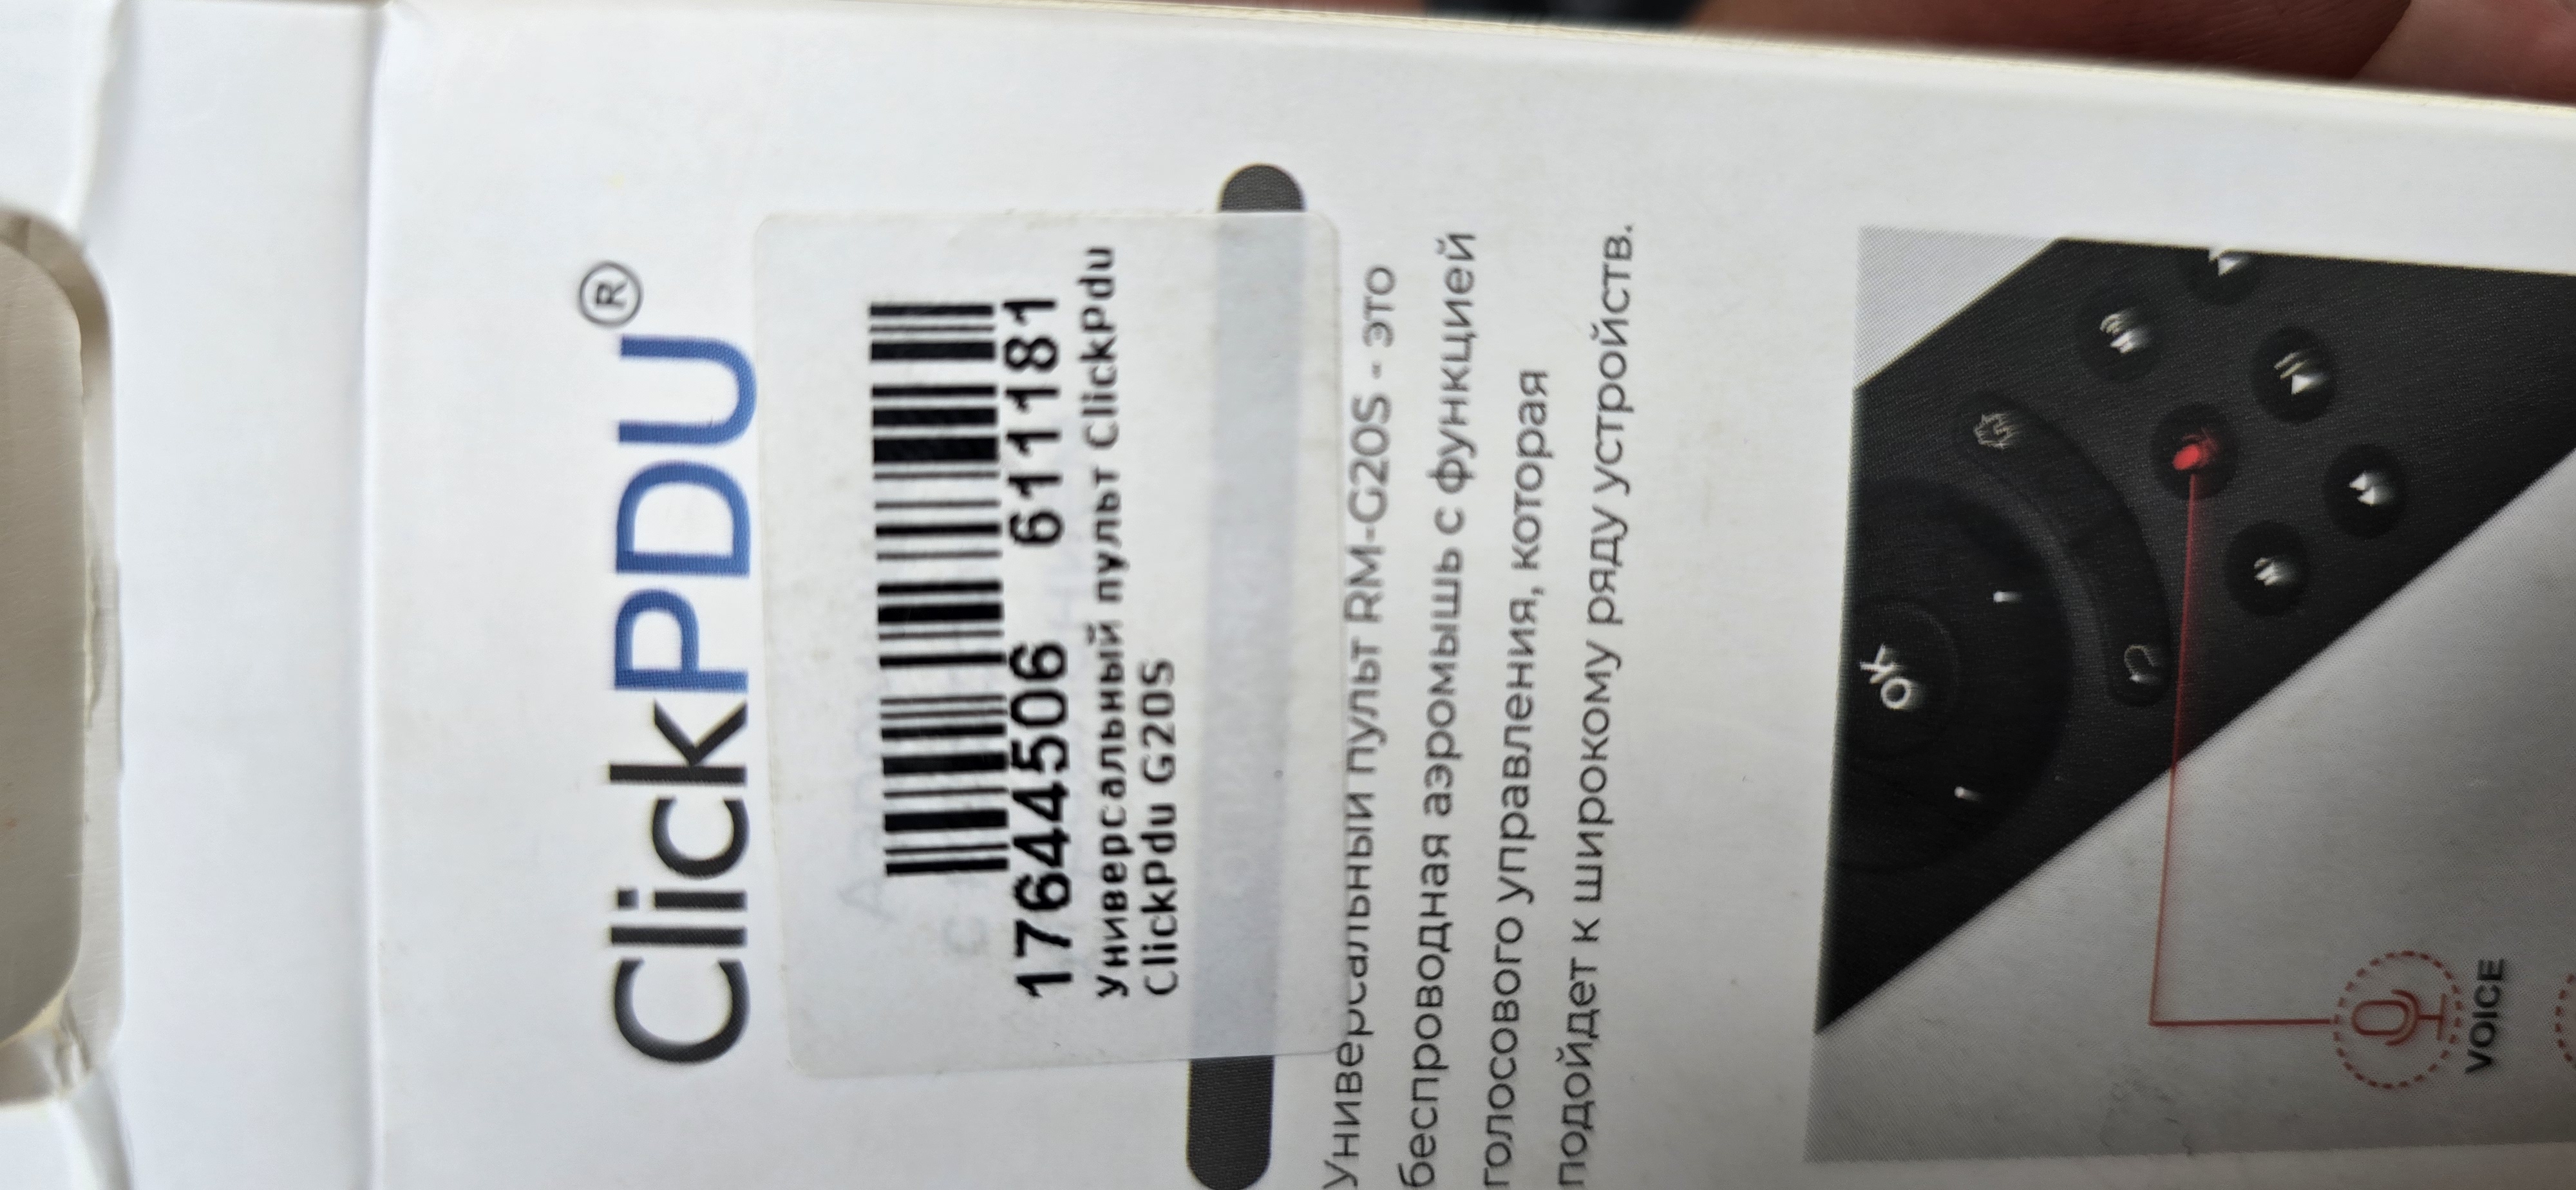 ClickPDU®
17644506 611181
Универсальный пульт ClickPdu
ClickPdu G20S
Универсальный пульт RM-G20S - это
беспроводная аэромышь с функцией
голосового управления, которая
подойдет к широкому ряду устройств.
OK
VOICE